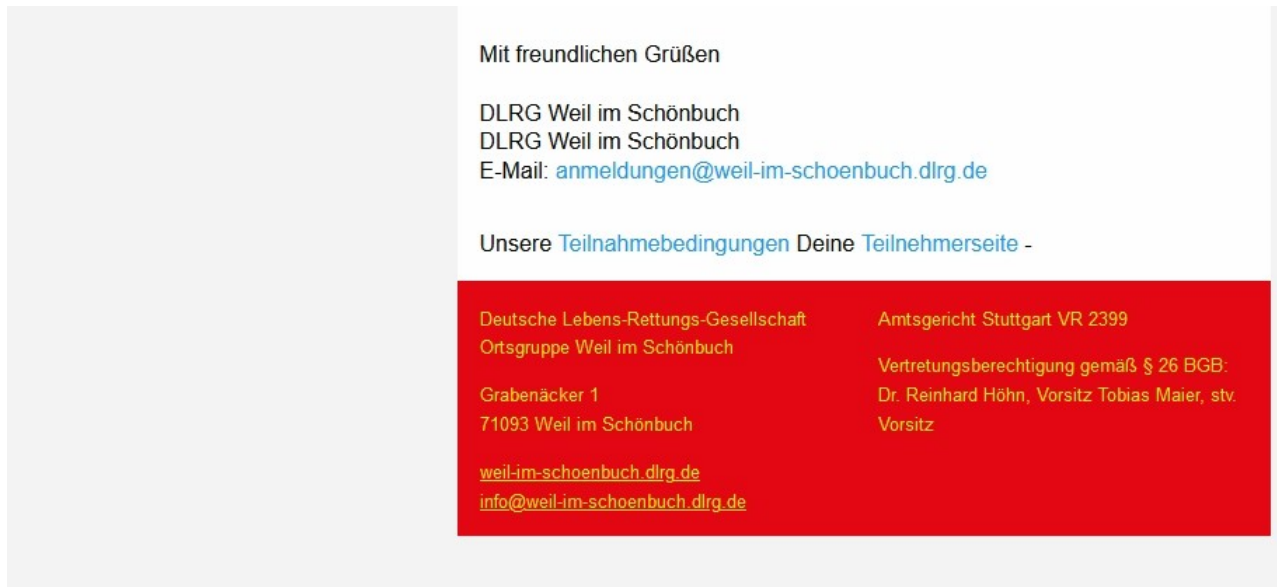 Mit freundlichen Grüßen
DLRG Weil im Schönbuch
DLRG Weil im Schönbuch
E-Mail: anmeldungen@weil-im-schoenbuch.dlrg.de
Unsere Teilnahmebedingungen Deine Teilnehmerseite -
Deutsche Lebens-Rettungs-Gesellschaft
Ortsgruppe Weil im Schönbuch
Grabenäcker 1
71093 Weil im Schönbuch
weil-im-schoenbuch.dlrg.de
info@weil-im-schoenbuch.dlrg.de
Amtsgericht Stuttgart VR 2399
Vertretungsberechtigung gemäß § 26 BGB:
Dr. Reinhard Höhn, Vorsitz Tobias Maier, stv.
Vorsitz